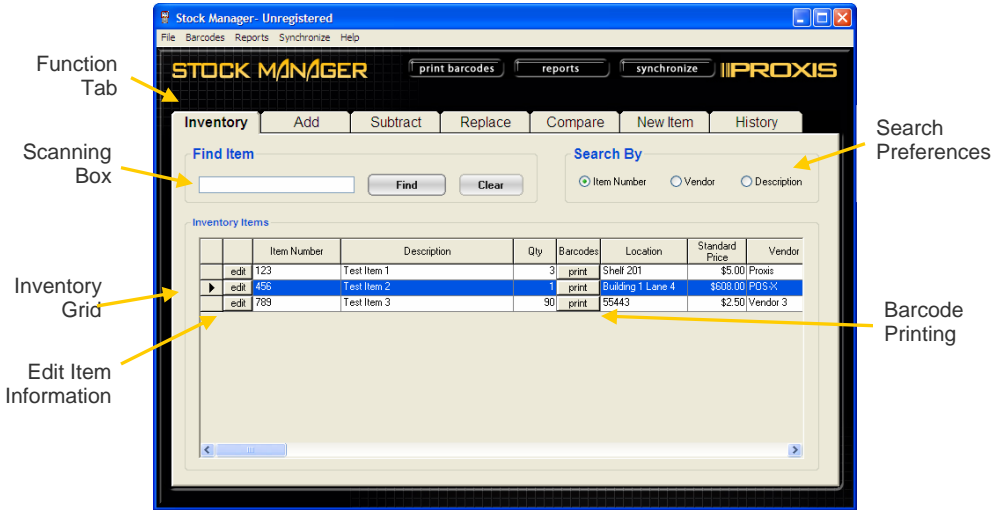 Stock Manager- Unregistered
File Barcodes Reports Synchronize Help
STOCK MANAGER print barcodes reports synchronize PROXIS
Function
Tab
Inventory Add Subtract Replace Compare New Item History
Search
Preferences
Scanning
Box
Find Item Search By
Find Clear Item Number Vendor Description
Inventory Items
Item Number Description Qty Barcodes Location Standard Price Vendor
edit 123 Test Item 1 3 print Shelf 201 $5.00 Proxis
edit 456 Test Item 2 1 print Building 1 Lane 4 $608.00 POS-X
edit 789 Test Item 3 90 print 55443 $2.50 Vendor 3
Inventory
Grid
Barcode
Printing
Edit Item
Information